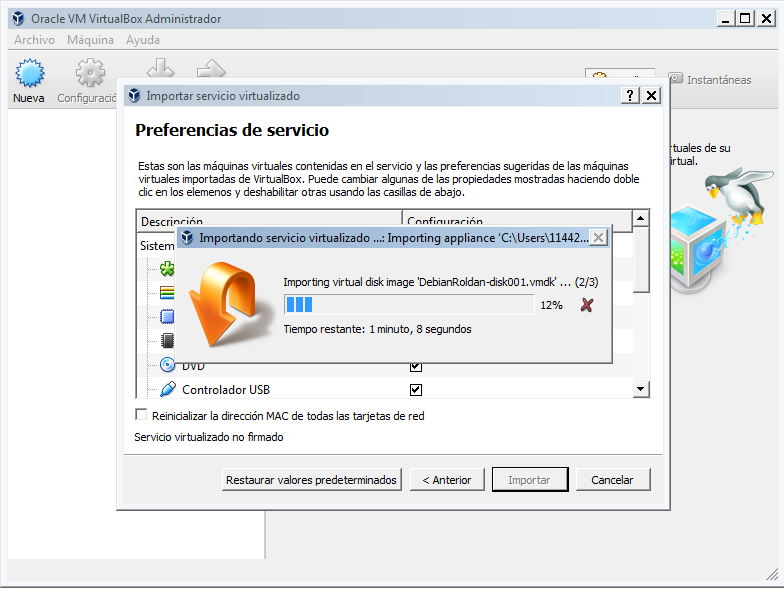 Oracle VM VirtualBox Administrador
Archivo Máquina Ayuda
Nueva
Instantáneas
Importar servicio virtualizado
Preferencias de servicio
Estas son las máquinas virtuales contenidas en el servicio y las preferencias sugeridas de las máquinas
virtuales importadas de VirtualBox. Puede cambiar algunas de las propiedades mostradas haciendo doble
clic en los elemenos y deshabilitar otras usando las casillas de abajo.
de su
Descripción Configuración
Importando servicio virtualizado ...: Importing appliance 'C:\Users\11442...
Importing virtual disk image 'DebianRoldan-disk001.vmdk' ... (2/3)
12%
Tiempo restante: 1 minuto, 8 segundos
DVD
Controlador USB
Reinicializar la dirección MAC de todas las tarjetas de red
Servicio virtualizado no firmado
Restaurar valores predeterminados < Anterior Importar Cancelar